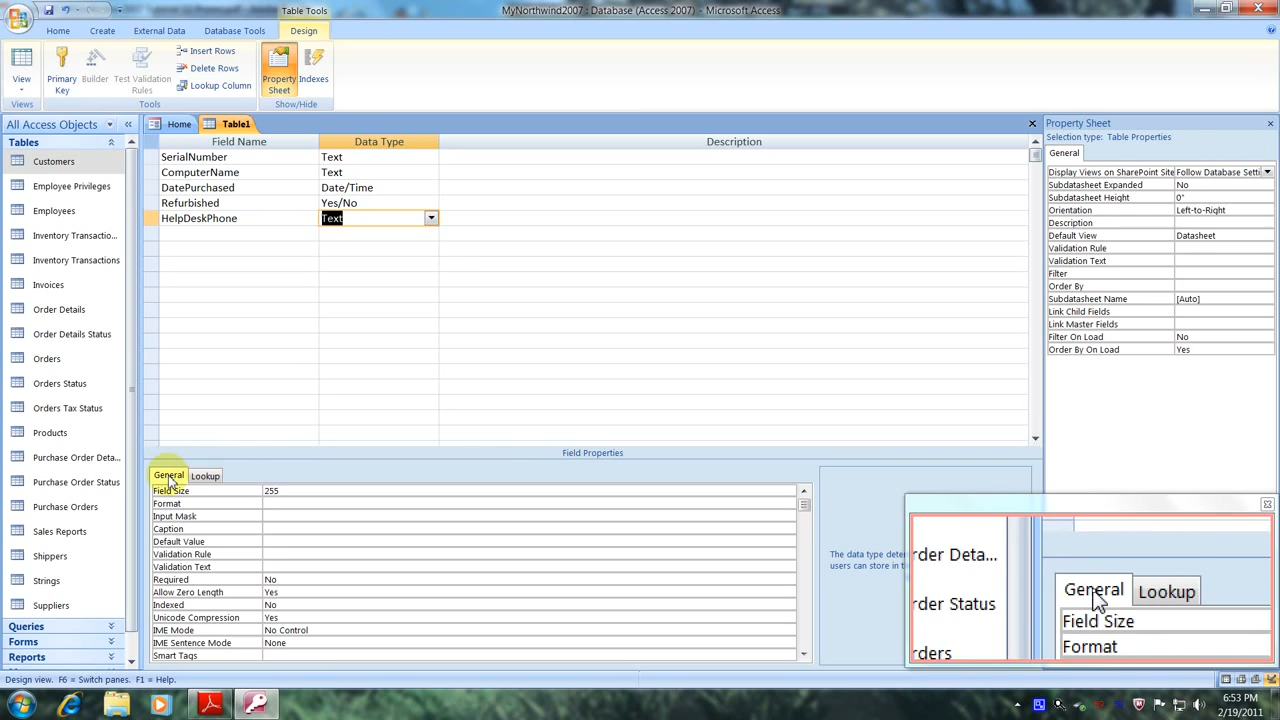 Table Tools
MyNorthwind2007 : Database (Access 2007) - Microsoft Access
Home
Create
External Data
Database Tools
Design
View
Primary
Key
Builder
Test Validation
Rules
Insert Rows
Delete Rows
Lookup Column
Property
Sheet
Indexes
Views
Tools
Show/Hide
All Access Objects
Tables
Customers
Employee Privileges
Employees
Inventory Transactio...
Inventory Transactions
Invoices
Order Details
Order Details Status
Orders
Orders Status
Orders Tax Status
Products
Purchase Order Deta...
Purchase Order Status
Purchase Orders
Sales Reports
Shippers
Strings
Suppliers
Queries
Forms
Reports
Home
Table1
Field Name
Data Type
Description
SerialNumber Text
ComputerName Text
DatePurchased Date/Time
Refurbished Yes/No
HelpDeskPhone Text
Field Properties
General
Lookup
Field Size 255
Format
Input Mask
Caption
Default Value
Validation Rule
Validation Text
Required No
Allow Zero Length Yes
Indexed No
Unicode Compression Yes
IME Mode No Control
IME Sentence Mode None
Smart Tags
The data type deter
users can store in t
Property Sheet
Selection type: Table Properties
General
Display Views on SharePoint Site Follow Database Setti
Subdatasheet Expanded No
Subdatasheet Height 0"
Orientation Left-to-Right
Description
Default View Datasheet
Validation Rule
Validation Text
Filter
Order By
Subdatasheet Name [Auto]
Link Child Fields
Link Master Fields
Filter On Load No
Order By On Load Yes
rder Deta...
rder Status
rders
General
Lookup
Field Size
Format
Design view. F6 = Switch panes. F1 = Help.
6:53 PM
2/19/2011